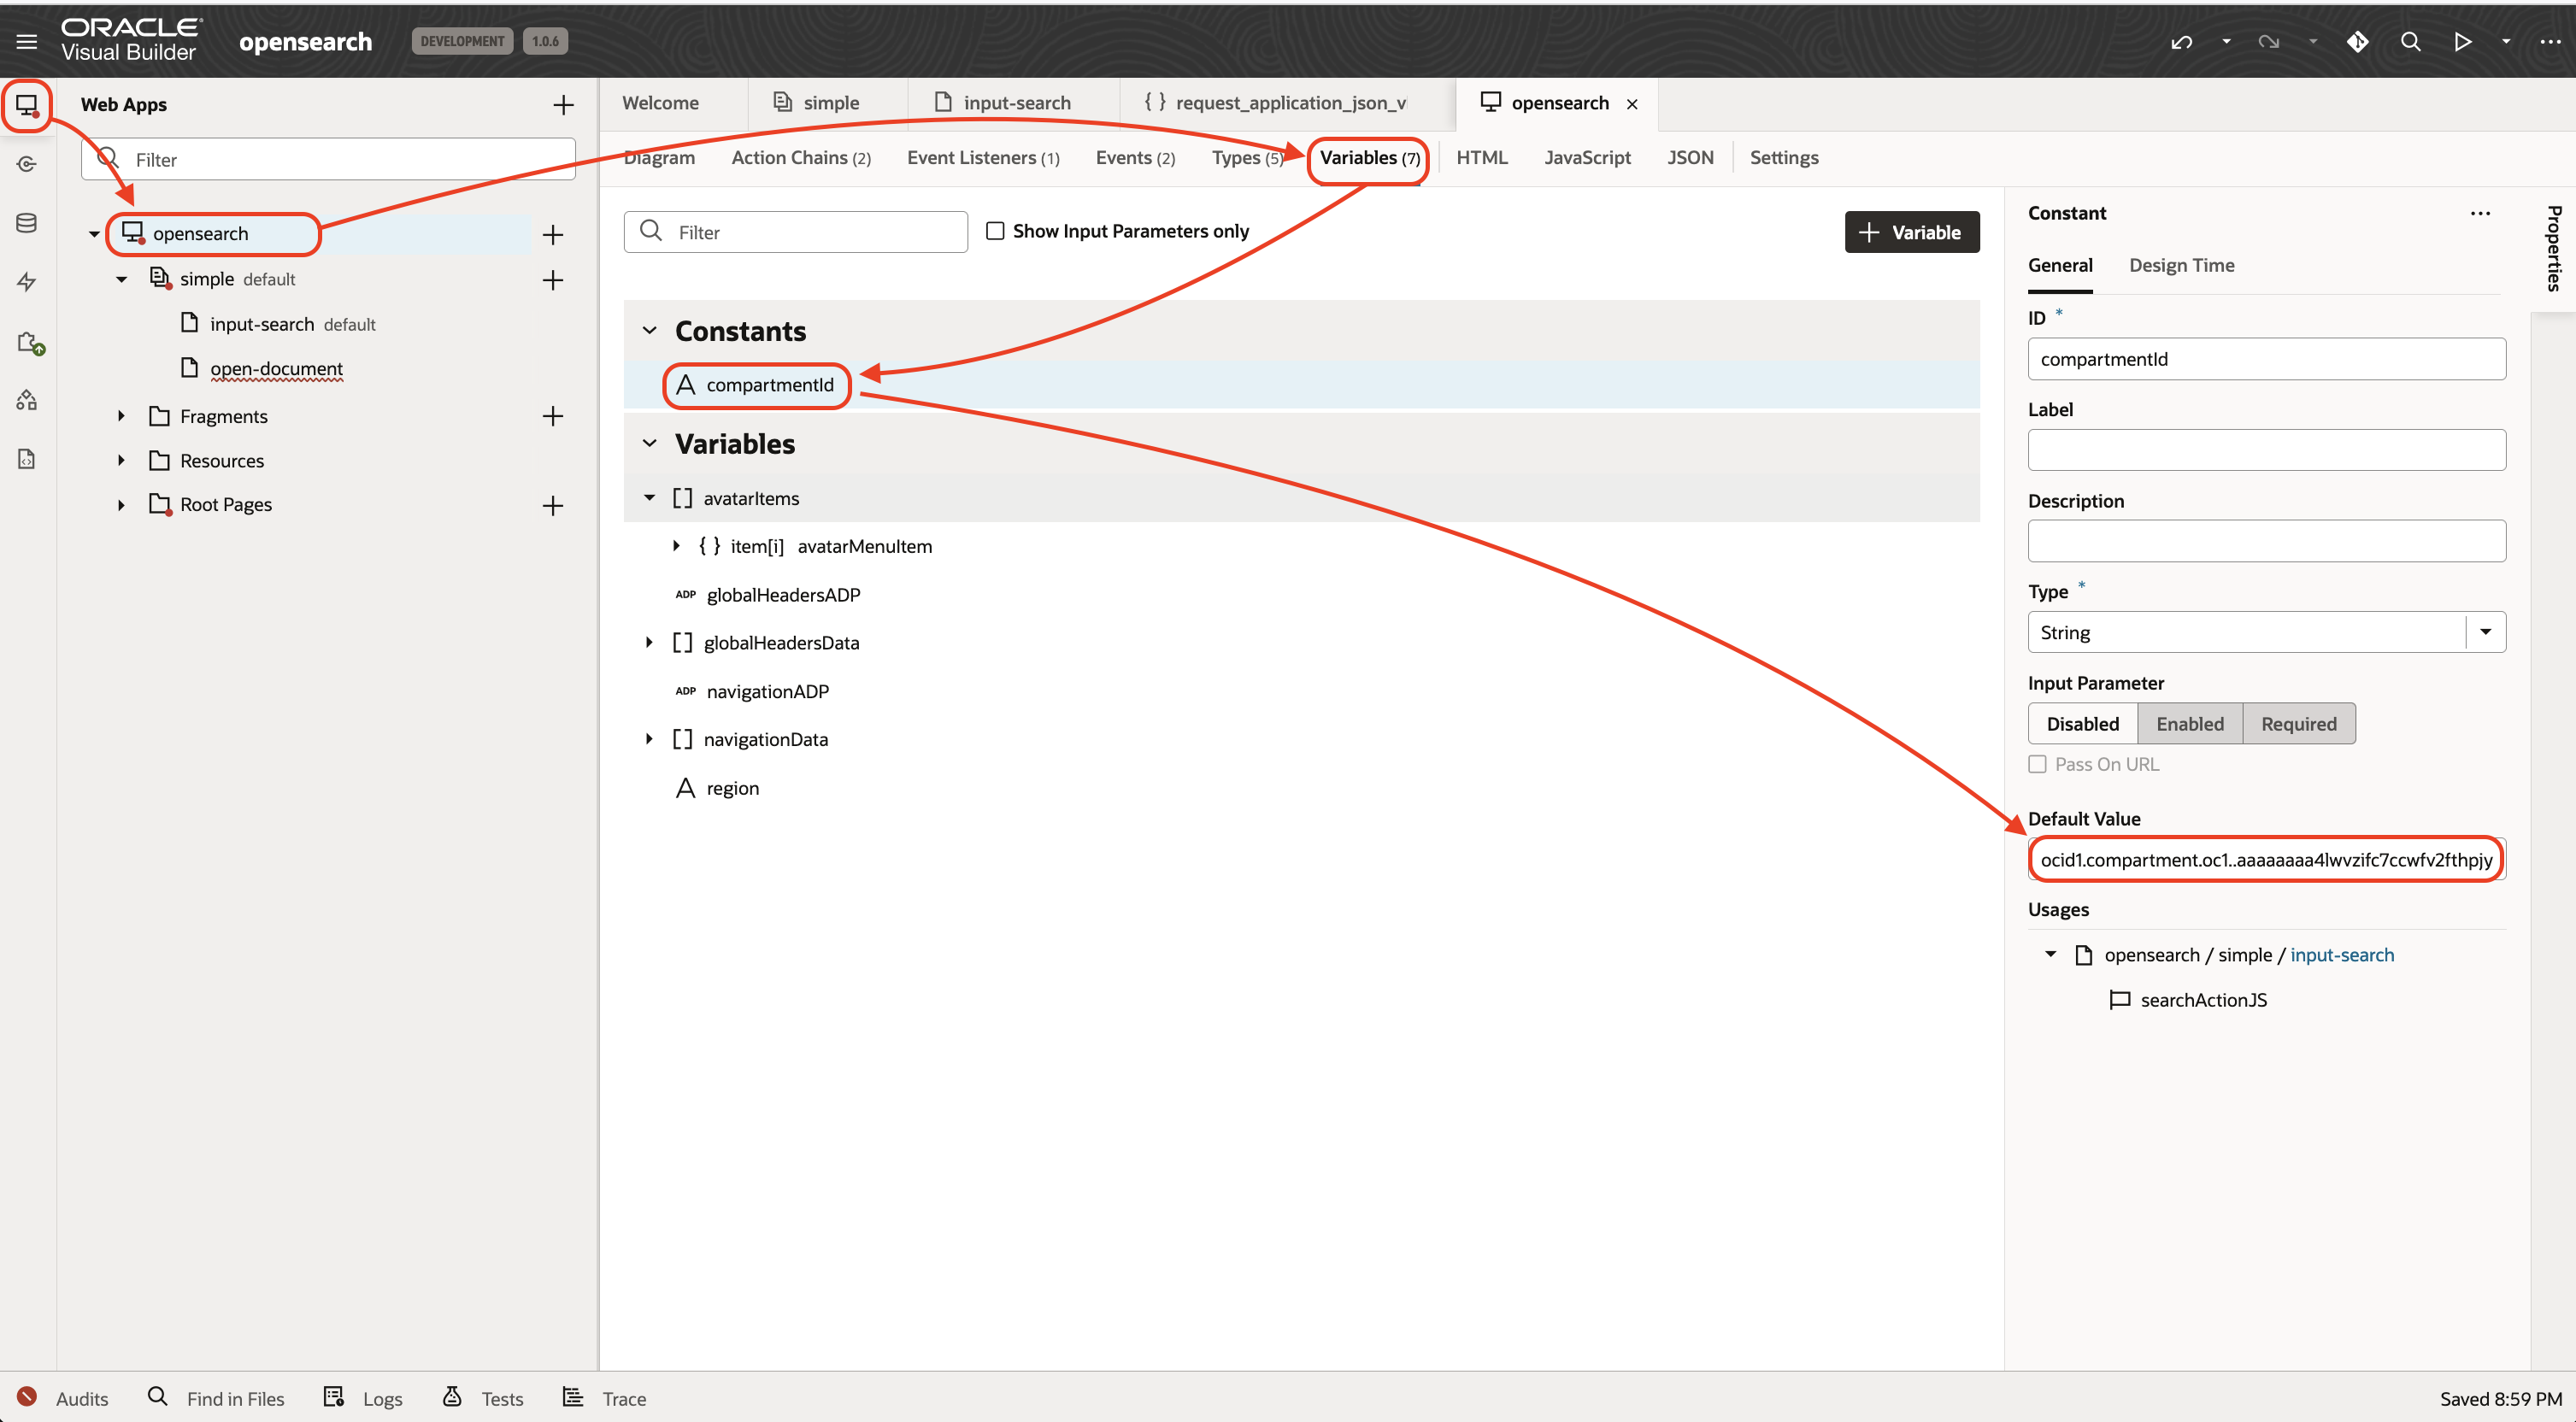 ORACLE
Visual Builder
opensearch
DEVELOPMENT
1.0.6
Web Apps
Filter
opensearch
simple default
input-search default
open-document
Fragments
Resources
Root Pages
Welcome
simple
input-search
request_application_json_v
opensearch
Diagram
Action Chains (2)
Event Listeners (1)
Events (2)
Types (5)
Variables (7)
HTML
JavaScript
JSON
Settings
Filter
Show Input Parameters only
Variable
Constants
compartmentId
Variables
avatarItems
item[i] avatarMenuItem
ADP globalHeadersADP
globalHeadersData
ADP navigationADP
navigationData
region
Constant
General
Design Time
ID *
compartmentId
Label
Description
Type *
String
Input Parameter
Disabled
Enabled
Required
Pass On URL
Default Value
ocid1.compartment.oc1..aaaaaaaa4lwvzifc7ccwfv2fthpjy
Usages
opensearch / simple / input-search
searchActionJS
Properties
Audits
Find in Files
Logs
Tests
Trace
Saved 8:59 PM